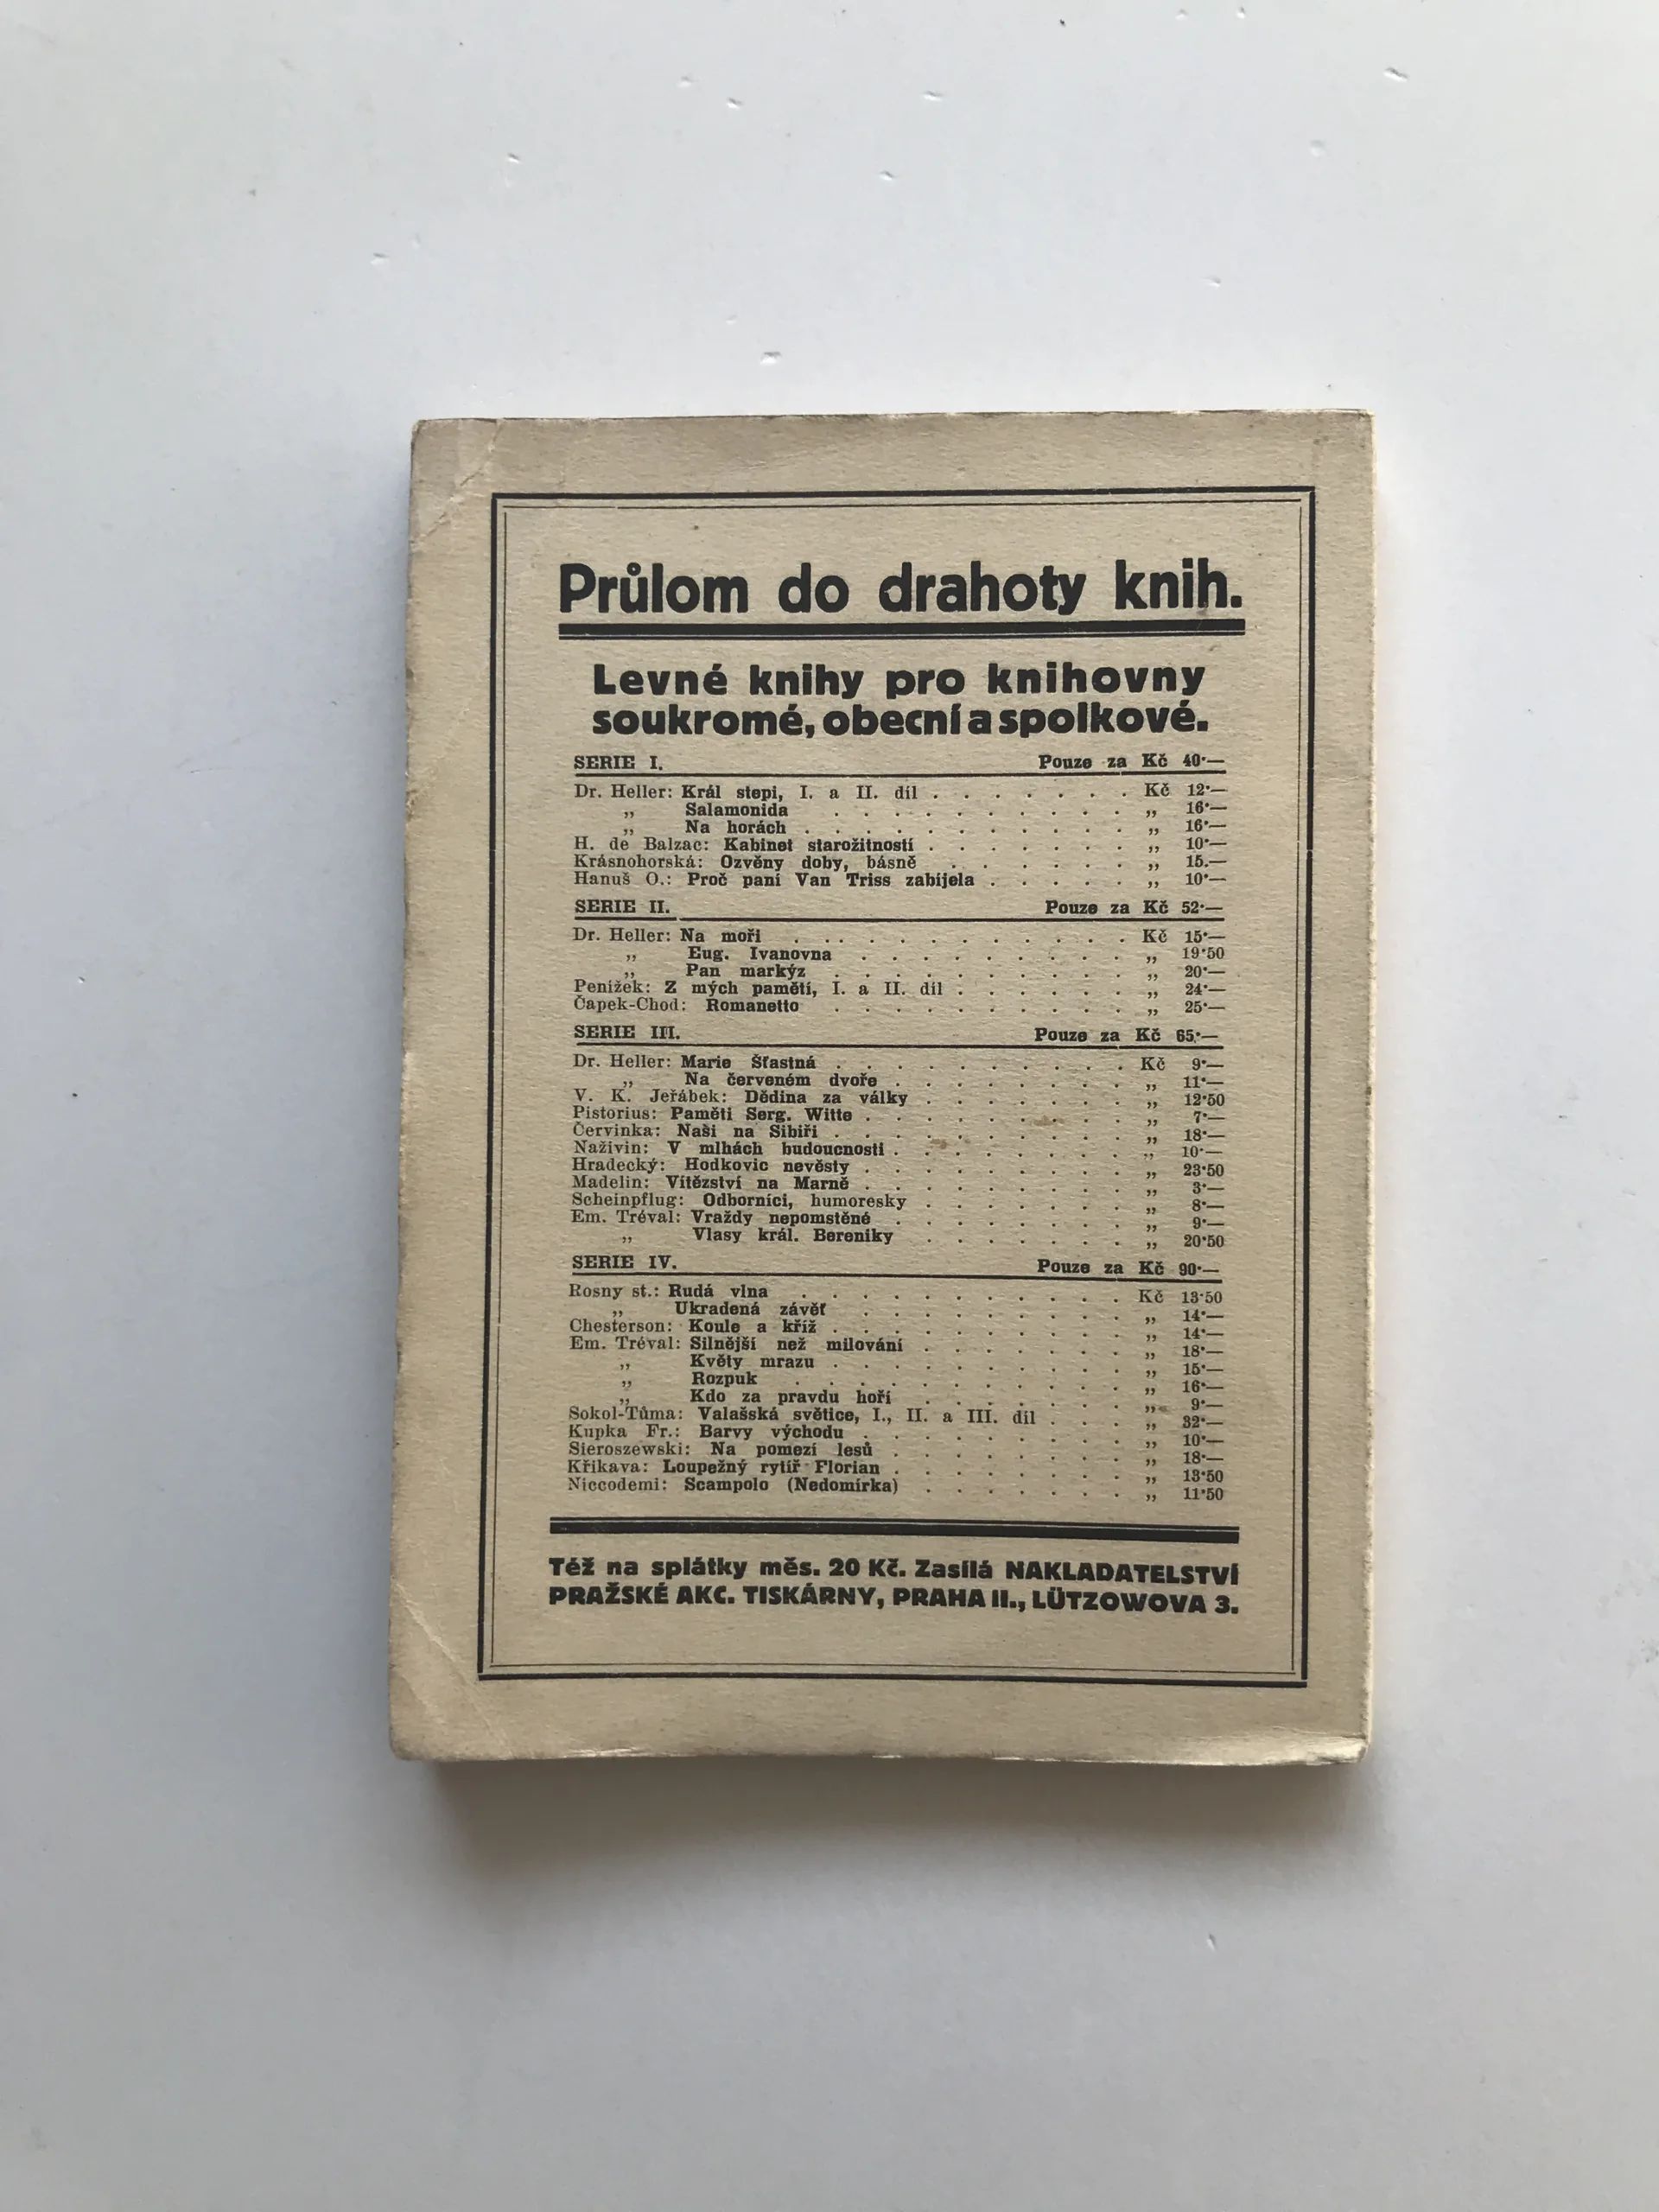 Průlom do drahoty knih.
Levné knihy pro knihovny
soukromé, obecní a spolkové.
SERIE I. Pouze za Kč 40·—
Dr. Heller: Král stepi, I. a II. díl . . . . . . . Kč 12·—
„ Salamonida . . . . . . . . . „ 16·—
„ Na horách . . . . . . . . . . „ 16·—
H. de Balzac: Kabinet starožitností . . . . . . „ 10·—
Krásnohorská: Ozvěny doby, básně . . . . . . „ 15.—
Hanuš O.: Proč paní Van Triss zabíjela . . . . . „ 10·—
SERIE II. Pouze za Kč 52·—
Dr. Heller: Na moři . . . . . . . . . . . Kč 15·—
„ Eug. Ivanovna . . . . . . . . „ 19·50
„ Pan markýz . . . . . . . . . „ 20·—
Penížek: Z mých pamětí, I. a II. díl . . . . . . „ 24·—
Čapek-Chod: Romanetto . . . . . . . . . „ 25·—
SERIE III. Pouze za Kč 65·—
Dr. Heller: Marie Šťastná . . . . . . . . . Kč 9·—
„ Na červeném dvoře . . . . . . . „ 11·—
V. K. Jeřábek: Dědina za války . . . . . . . „ 12·50
Pistorius: Paměti Serg. Witte . . . . . . . . „ 7·—
Červinka: Naši na Sibiři . . . . . . . . . „ 18·—
Naživin: V mlhách budoucnosti . . . . . . . „ 10·—
Hradecký: Hodkovic nevěsty . . . . . . . . „ 23·50
Madelin: Vítězství na Marně . . . . . . . . „ 3·—
Scheinpflug: Odborníci, humoresky . . . . . . „ 8·—
Em. Tréval: Vraždy nepomstěné . . . . . . . „ 9·—
„ Vlasy král. Bereniky . . . . . . „ 20·50
SERIE IV. Pouze za Kč 90·—
Rosny st.: Rudá vlna . . . . . . . . . . Kč 13·50
„ Ukradená závěť . . . . . . . . „ 14·—
Chesterson: Koule a kříž . . . . . . . . . „ 14·—
Em. Tréval: Silnější než milování . . . . . . „ 18·—
„ Květy mrazu . . . . . . . . . „ 15·—
„ Rozpuk . . . . . . . . . . „ 16·—
„ Kdo za pravdu hoří . . . . . . „ 9·—
Sokol-Tůma: Valašská světice, I., II. a III. díl . . . „ 32·—
Kupka Fr.: Barvy východu . . . . . . . . „ 10·—
Sieroszewski: Na pomezí lesů . . . . . . . „ 18·—
Křikava: Loupežný rytíř Florian . . . . . . . „ 13·50
Niccodemi: Scampolo (Nedomírka) . . . . . . „ 11·50
Též na splátky měs. 20 Kč. Zasílá NAKLADATELSTVÍ
PRAŽSKÉ AKC. TISKÁRNY, PRAHA II., LÜTZOWOVA 3.